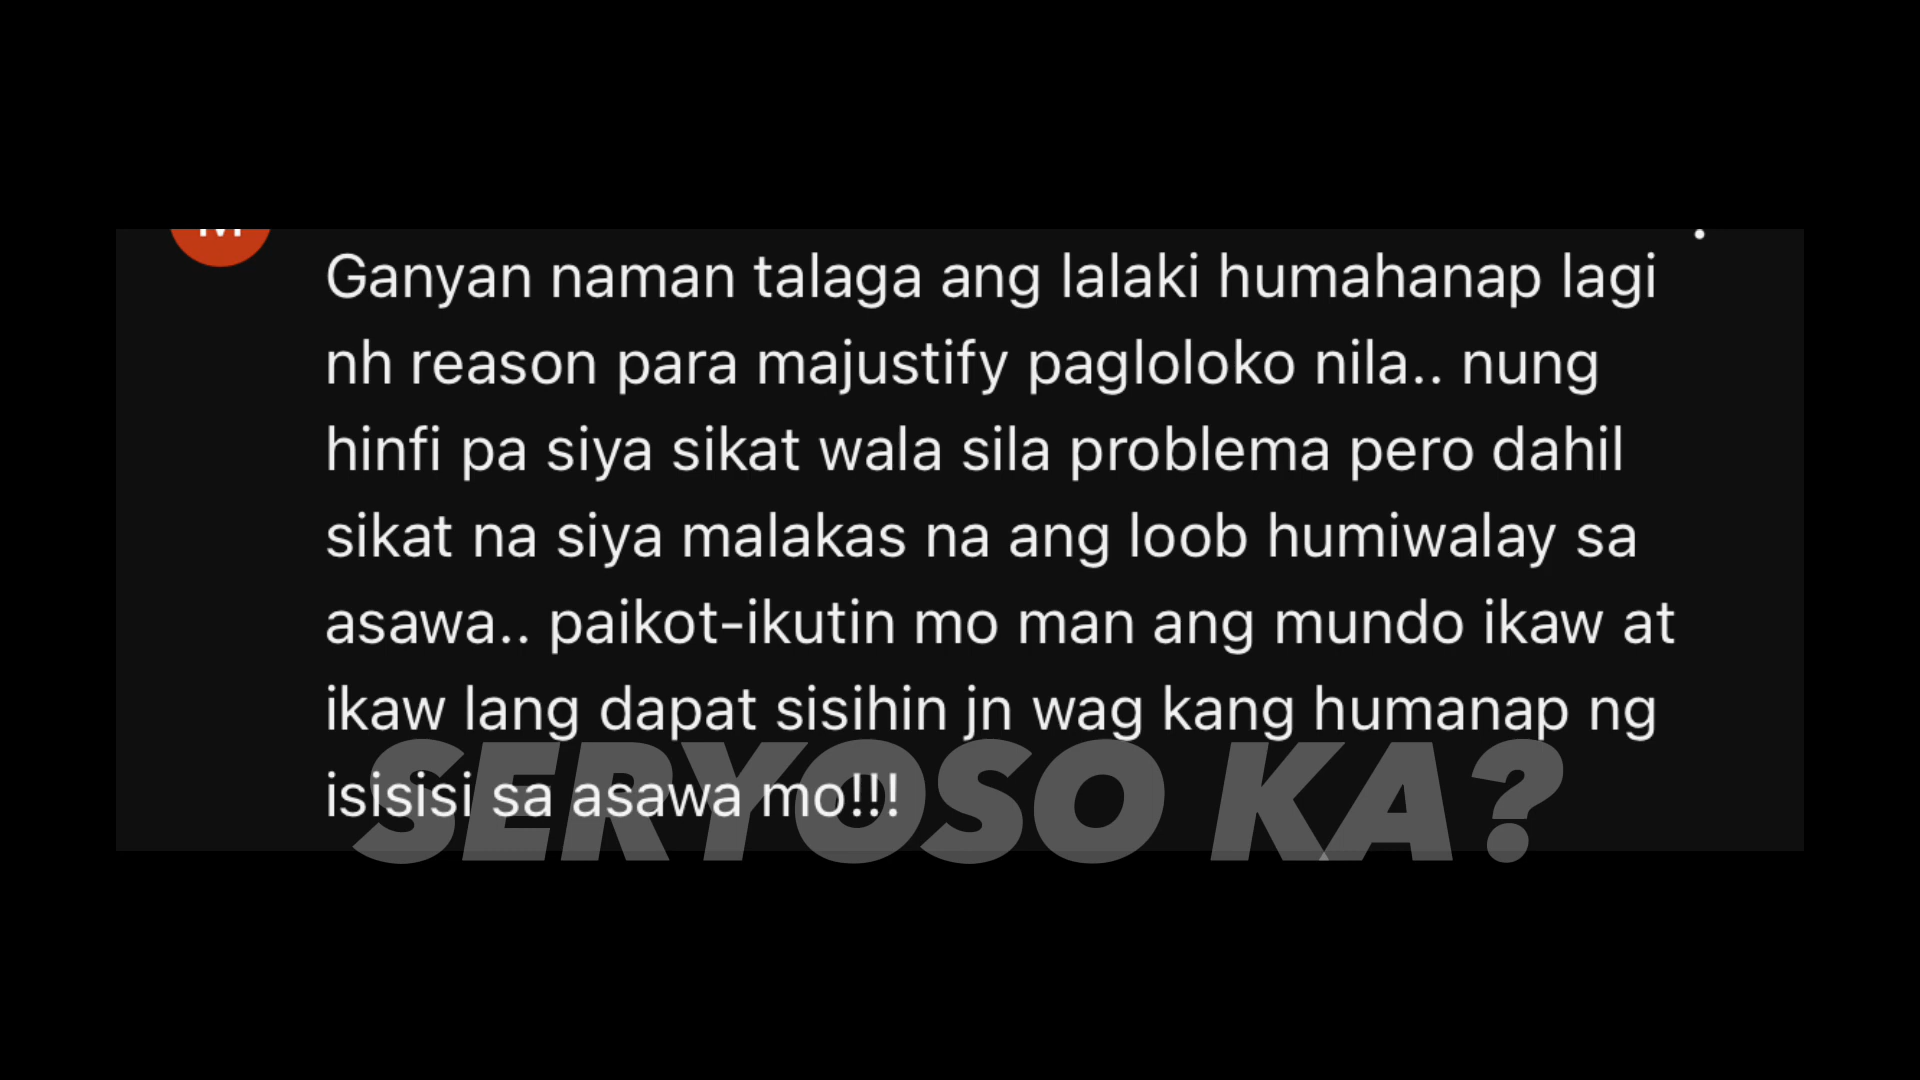 Ganyan naman talaga ang lalaki humahanap lagi
nh reason para majustify pagloloko nila.. nung
hinfi pa siya sikat wala sila problema pero dahil
sikat na siya malakas na ang loob humiwalay sa
asawa.. paikot-ikutin mo man ang mundo ikaw at
ikaw lang dapat sisihin jn wag kang humanap ng
isisisi sa asawa mo!!!
SERYOSO KA?